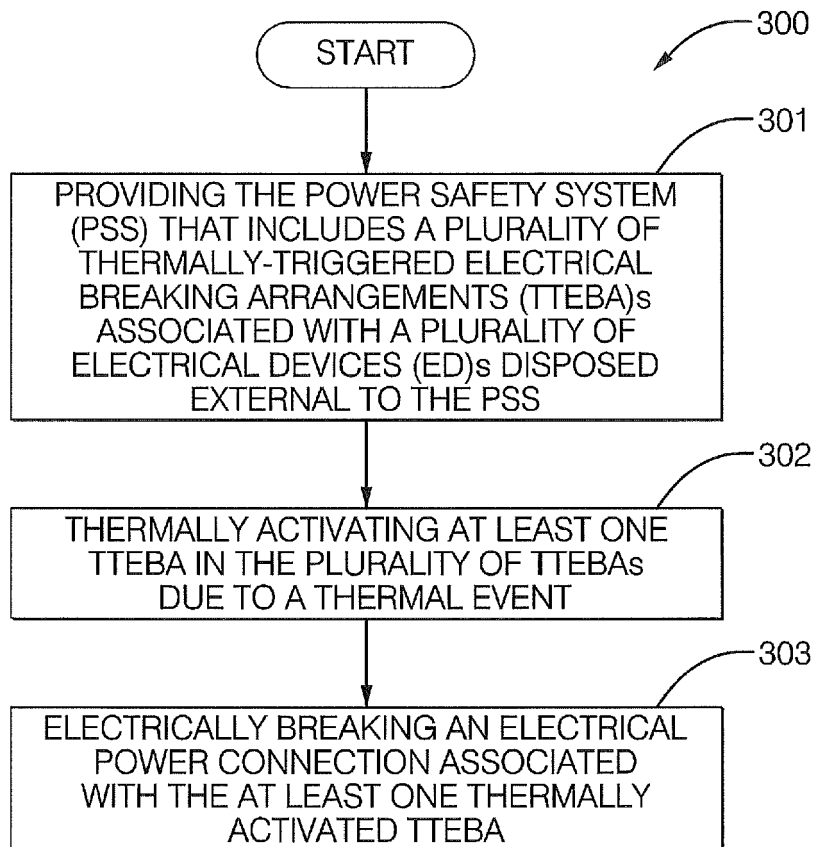 300
START
301
PROVIDING THE POWER SAFETY SYSTEM
(PSS) THAT INCLUDES A PLURALITY OF
THERMALLY-TRIGGERED ELECTRICAL
BREAKING ARRANGEMENTS (TTEBA)s
ASSOCIATED WITH A PLURALITY OF
ELECTRICAL DEVICES (ED)s DISPOSED
EXTERNAL TO THE PSS
302
THERMALLY ACTIVATING AT LEAST ONE
TTEBA IN THE PLURALITY OF TTEBAs
DUE TO A THERMAL EVENT
303
ELECTRICALLY BREAKING AN ELECTRICAL
POWER CONNECTION ASSOCIATED
WITH THE AT LEAST ONE THERMALLY
ACTIVATED TTEBA